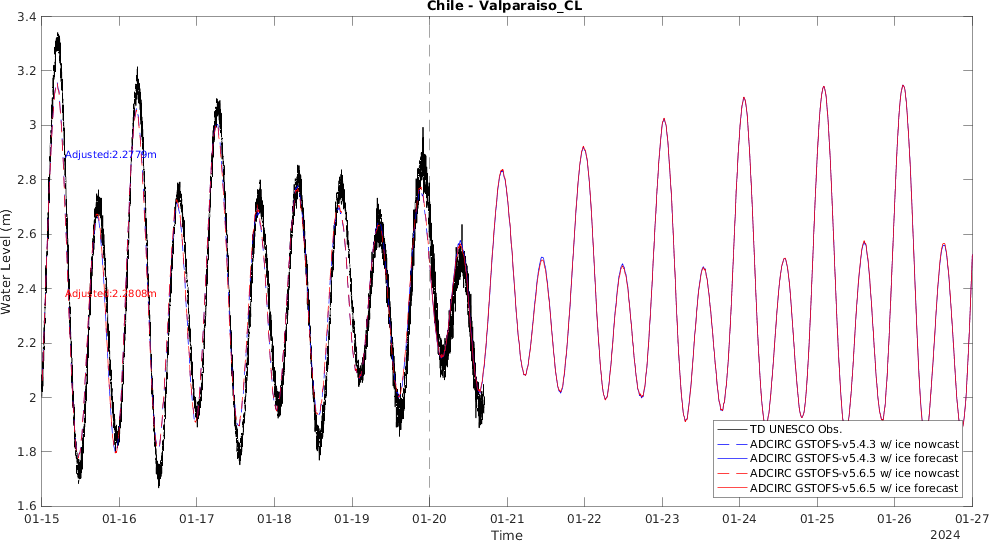 Chile - Valparaiso_CL
3.4
3.2
3
2.8
2.6
2.4
2.2
2
1.8
1.6
Water Level (m)
Adjusted:2.2779m
Adjusted:2.2808m
TD UNESCO Obs.
ADCIRC GSTOFS-v5.4.3 w/ ice nowcast
ADCIRC GSTOFS-v5.4.3 w/ ice forecast
ADCIRC GSTOFS-v5.6.5 w/ ice nowcast
ADCIRC GSTOFS-v5.6.5 w/ ice forecast
01-15 01-16 01-17 01-18 01-19 01-20 01-21 01-22 01-23 01-24 01-25 01-26 01-27
Time
2024